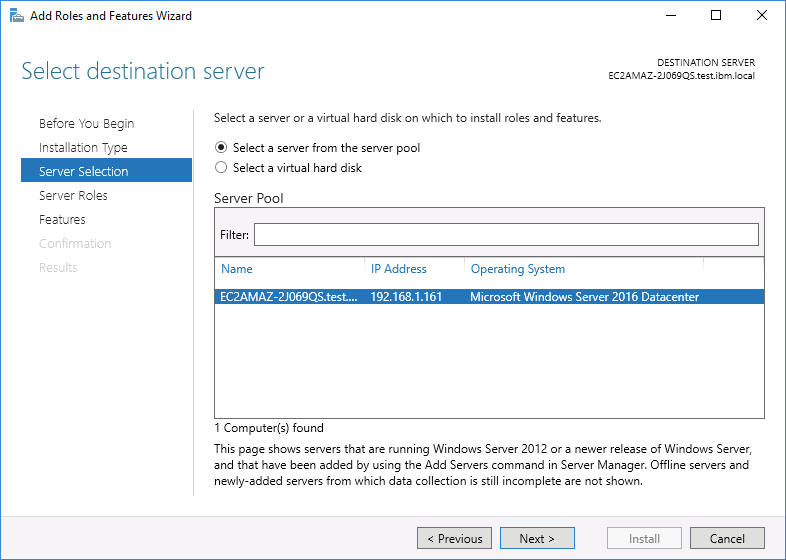 Add Roles and Features Wizard
Select destination server
DESTINATION SERVER
EC2AMAZ-2J069QS.test.ibm.local
Before You Begin
Installation Type
Server Selection
Server Roles
Features
Confirmation
Results
Select a server or a virtual hard disk on which to install roles and features.
Select a server from the server pool
Select a virtual hard disk
Server Pool
Filter:
Name IP Address Operating System
EC2AMAZ-2J069QS.test.... 192.168.1.161 Microsoft Windows Server 2016 Datacenter
1 Computer(s) found
This page shows servers that are running Windows Server 2012 or a newer release of Windows Server,
and that have been added by using the Add Servers command in Server Manager. Offline servers and
newly-added servers from which data collection is still incomplete are not shown.
< Previous Next > Install Cancel